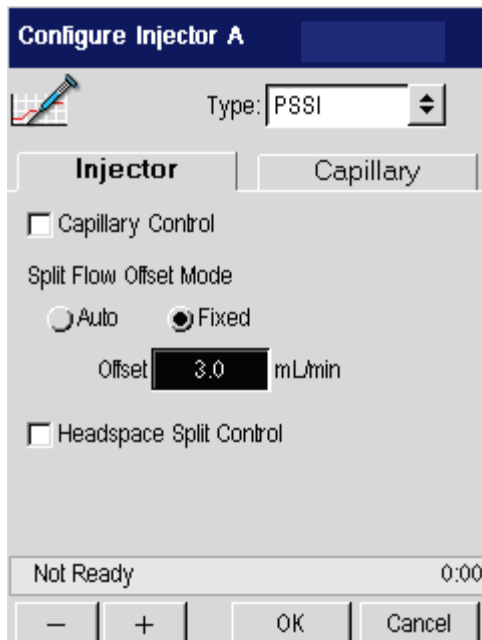 Configure Injector A
Type: PSSI
Injector Capillary
Capillary Control
Split Flow Offset Mode
Auto Fixed
Offset 3.0 mL/min
Headspace Split Control
Not Ready 0:00
− + OK Cancel